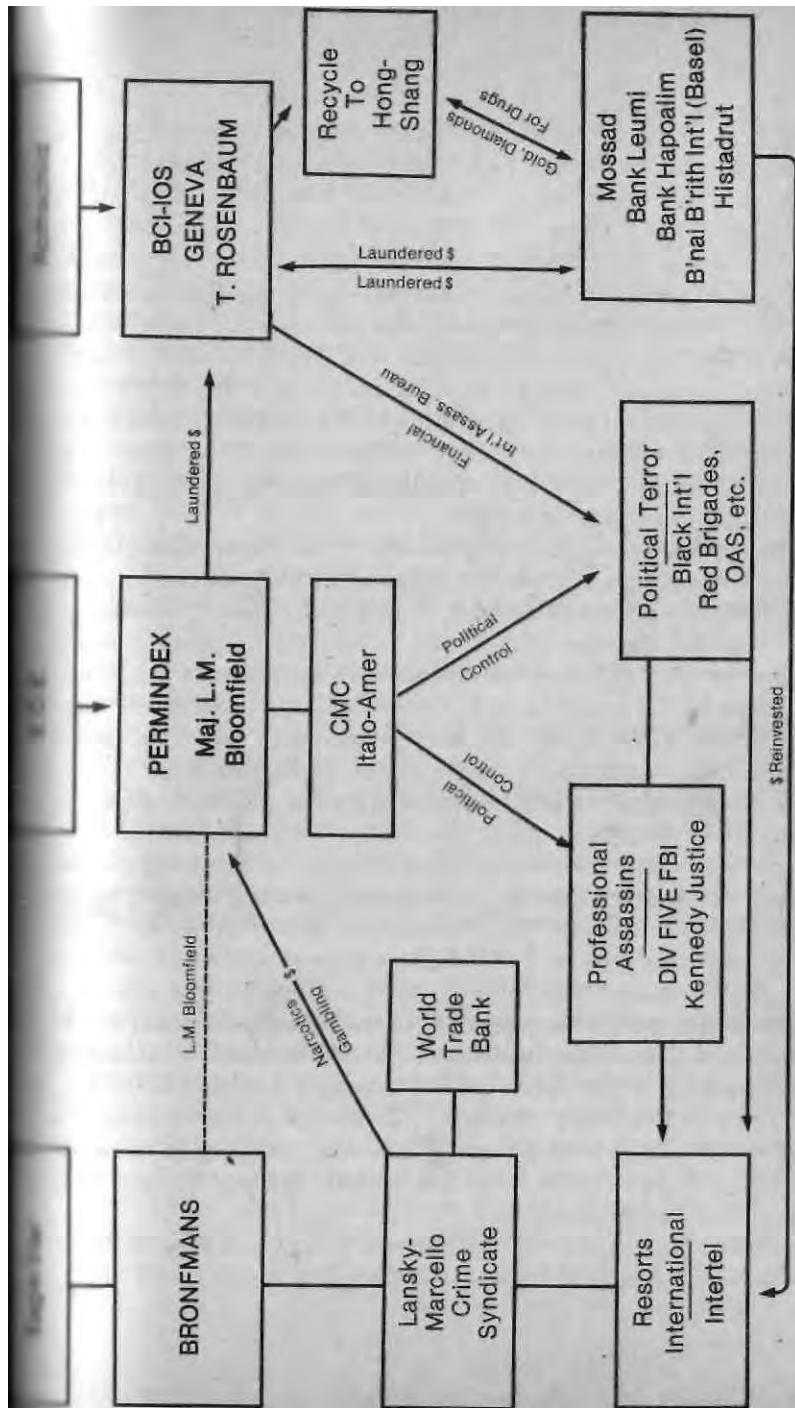 BRONFMANS
L.M. Bloomfield
PERMINDEX
Maj. L.M.
Bloomfield
Laundered $
BCI-IOS
GENEVA
T. ROSENBAUM
Narcotics $
Gambling
CMC
Italo-Amer
Recycle
To
Hong-
Shang
Lansky-
Marcello
Crime
Syndicate
World
Trade
Bank
Political
Control
Political
Control
Int'l Assass. Bureau
Financial
Laundered $
Laundered $
Gold, Diamonds
For Drugs
Resorts
International
Intertel
Professional
Assassins
DIV FIVE FBI
Kennedy Justice
Political Terror
Black Int'l
Red Brigades,
OAS, etc.
Mossad
Bank Leumi
Bank Hapoalim
B'nai B'rith Int'l (Basel)
Histadrut
$ Reinvested